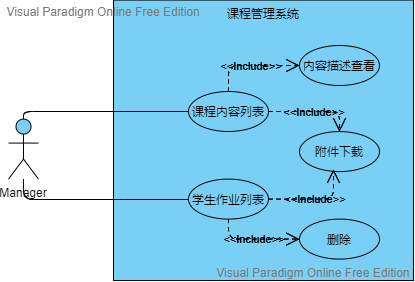 Visual Paradigm Online Free Edition
课程管理系统
<<Include>>
内容描述查看
课程内容列表
<<Include>>
附件下载
Manager
学生作业列表
<<Include>>
<<Include>>
删除
Visual Paradigm Online Free Edition